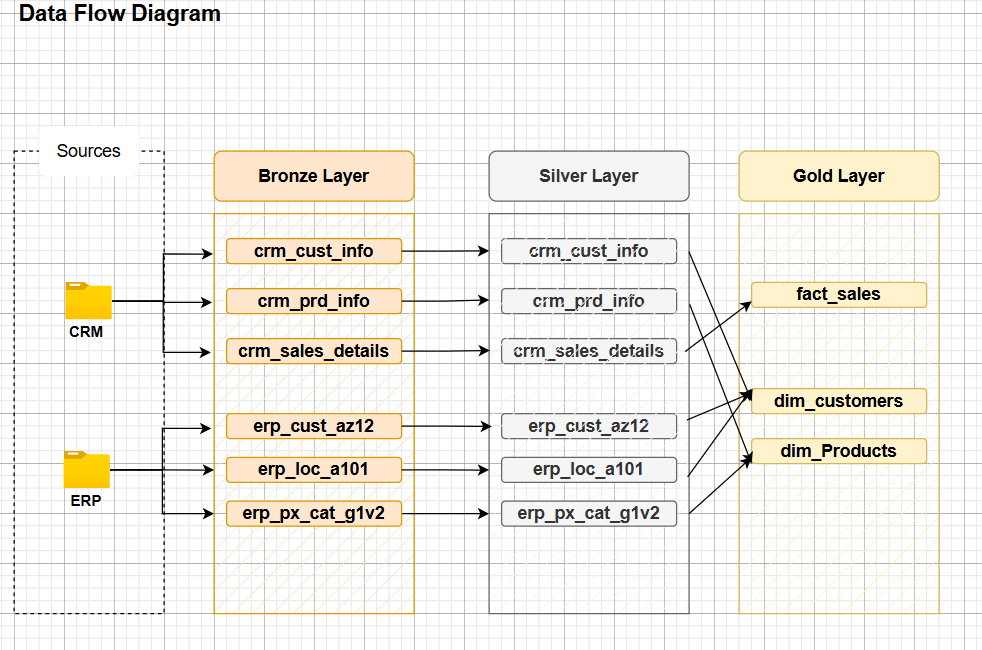 Data Flow Diagram
Sources
Bronze Layer
Silver Layer
Gold Layer
CRM
ERP
crm_cust_info
crm_prd_info
crm_sales_details
erp_cust_az12
erp_loc_a101
erp_px_cat_g1v2
crm_cust_info
crm_prd_info
crm_sales_details
erp_cust_az12
erp_loc_a101
erp_px_cat_g1v2
fact_sales
dim_customers
dim_Products